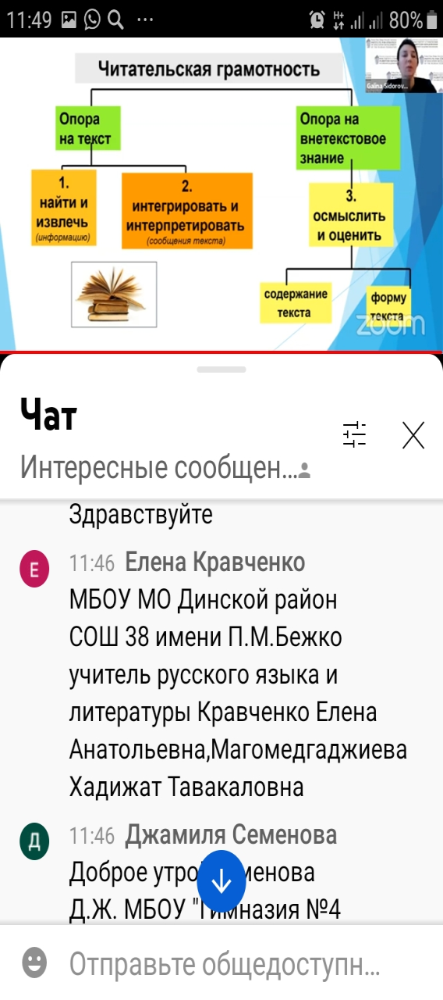 11:49
80%
Читательская грамотность
Galina Sidorov...
Опора
на текст
Опора на
внетекстовое
знание
1.
найти и
извлечь
(информацию)
2.
интегрировать и
интерпретировать
(сообщения текста)
3.
осмыслить
и оценить
содержание
текста
форму
текста
zoom
Чат
Интересные сообщен...
Здравствуйте
Е
11:46 Елена Кравченко
МБОУ МО Динской район
СОШ 38 имени П.М.Бежко
учитель русского языка и
литературы Кравченко Елена
Анатольевна,Магомедгаджиева
Хадижат Тавакаловна
Д
11:46 Джамиля Семенова
Доброе утро
Д.Ж. МБОУ "Гимназия №4
Отправьте общедоступн...